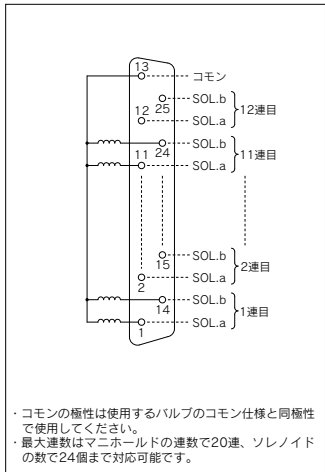 13 コモン
SOL.b
25
12 SOL.a
12連目
SOL.b
24
11 SOL.a
11連目
SOL.b
15
2 SOL.a
2連目
SOL.b
14
1 SOL.a
1連目
・コモンの極性は使用するバルブのコモン仕様と同極性
で使用してください。
・最大連数はマニホールドの連数で20連、ソレノイド
の数で24個まで対応可能です。